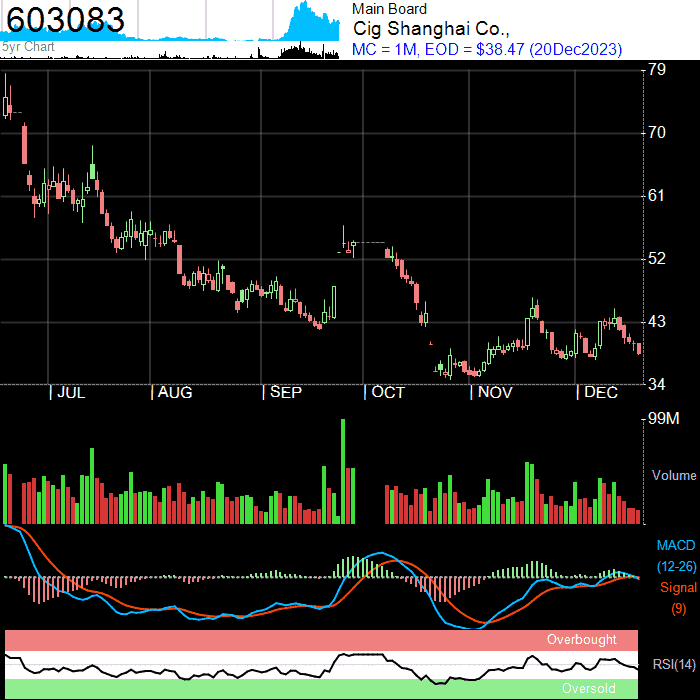 603083
5yr Chart
Main Board
Cig Shanghai Co.,
MC = 1M, EOD = $38.47 (20Dec2023)
79
70
61
52
43
34
JUL
AUG
SEP
OCT
NOV
DEC
99M
Volume
MACD
(12-26)
Signal
(9)
Overbought
RSI(14)
Oversold